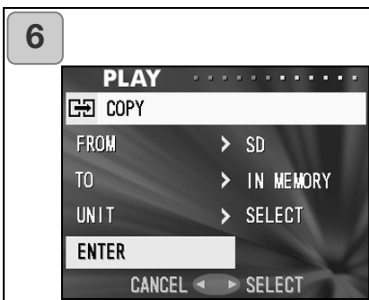 6
PLAY
COPY
FROM > SD
TO > IN MEMORY
UNIT > SELECT
ENTER
CANCEL ◄ ► SELECT